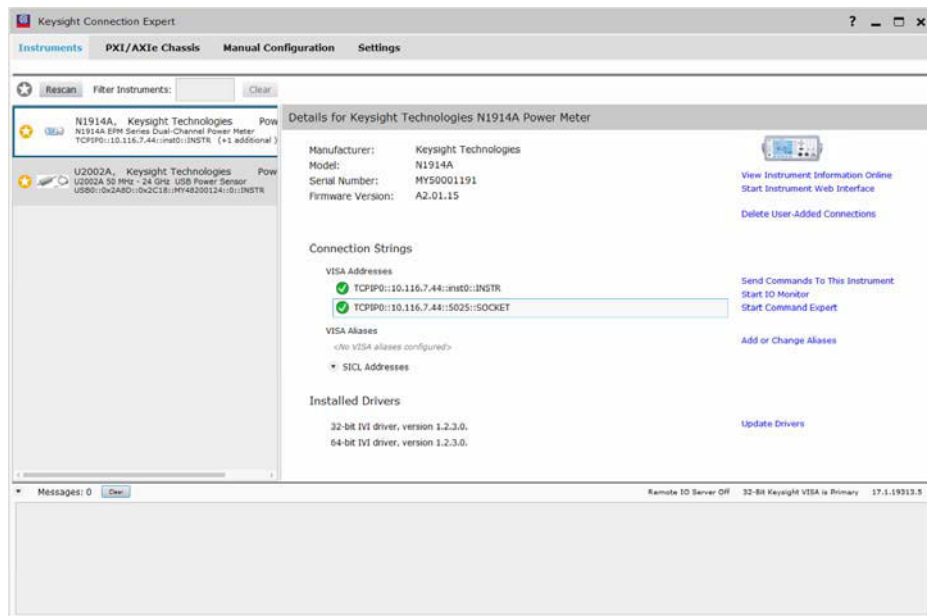 Keysight Connection Expert
? 
Instruments PXI/AXIe Chassis Manual Configuration Settings
Rescan Filter Instruments: Clear
N1914A, Keysight Technologies Pow
N1914A EPM Series Dual-Channel Power Meter
TCPIP0::10.116.7.44::inst0::INSTR (+1 additional )
U2002A, Keysight Technologies Pow
U2002A 50 MHz - 24 GHz USB Power Sensor
USB0::0x2A8D::0x2C18::MY48200124::0::INSTR
Details for Keysight Technologies N1914A Power Meter
Manufacturer: Keysight Technologies
Model: N1914A
Serial Number: MY50001191
Firmware Version: A2.01.15
View Instrument Information Online
Start Instrument Web Interface
Delete User-Added Connections
Connection Strings
VISA Addresses
TCPIP0::10.116.7.44::inst0::INSTR
TCPIP0::10.116.7.44::5025::SOCKET
Send Commands To This Instrument
Start IO Monitor
Start Command Expert
VISA Aliases
<No VISA aliases configured>
Add or Change Aliases
SICL Addresses
Installed Drivers
32-bit IVI driver, version 1.2.3.0.
64-bit IVI driver, version 1.2.3.0.
Update Drivers
Messages: 0 Clear
Remote IO Server Off 32-Bit Keysight VISA is Primary 17.1.19313.5